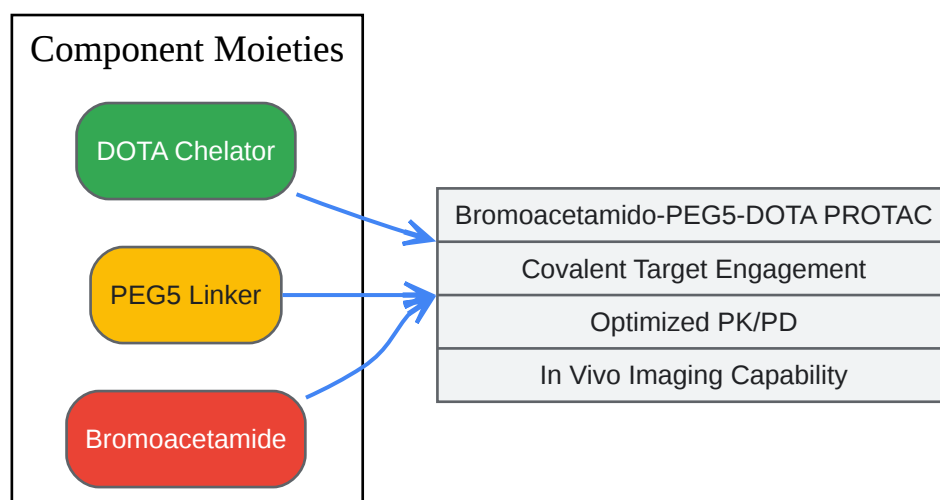 Component Moieties
DOTA Chelator
PEG5 Linker
Bromoacetamide
Bromoacetamido-PEG5-DOTA PROTAC
Covalent Target Engagement
Optimized PK/PD
In Vivo Imaging Capability